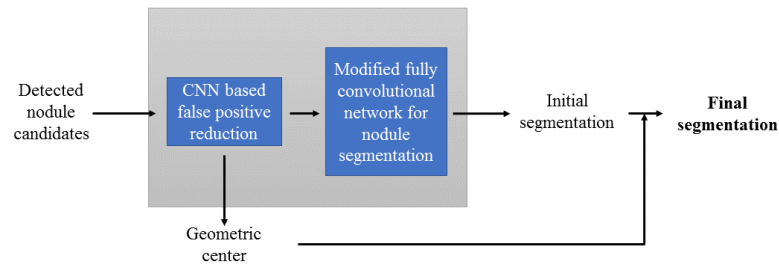 Detected
nodule
candidates
CNN based
false positive
reduction
Modified fully
convolutional
network for
nodule
segmentation
Initial
segmentation
Final
segmentation
Geometric
center